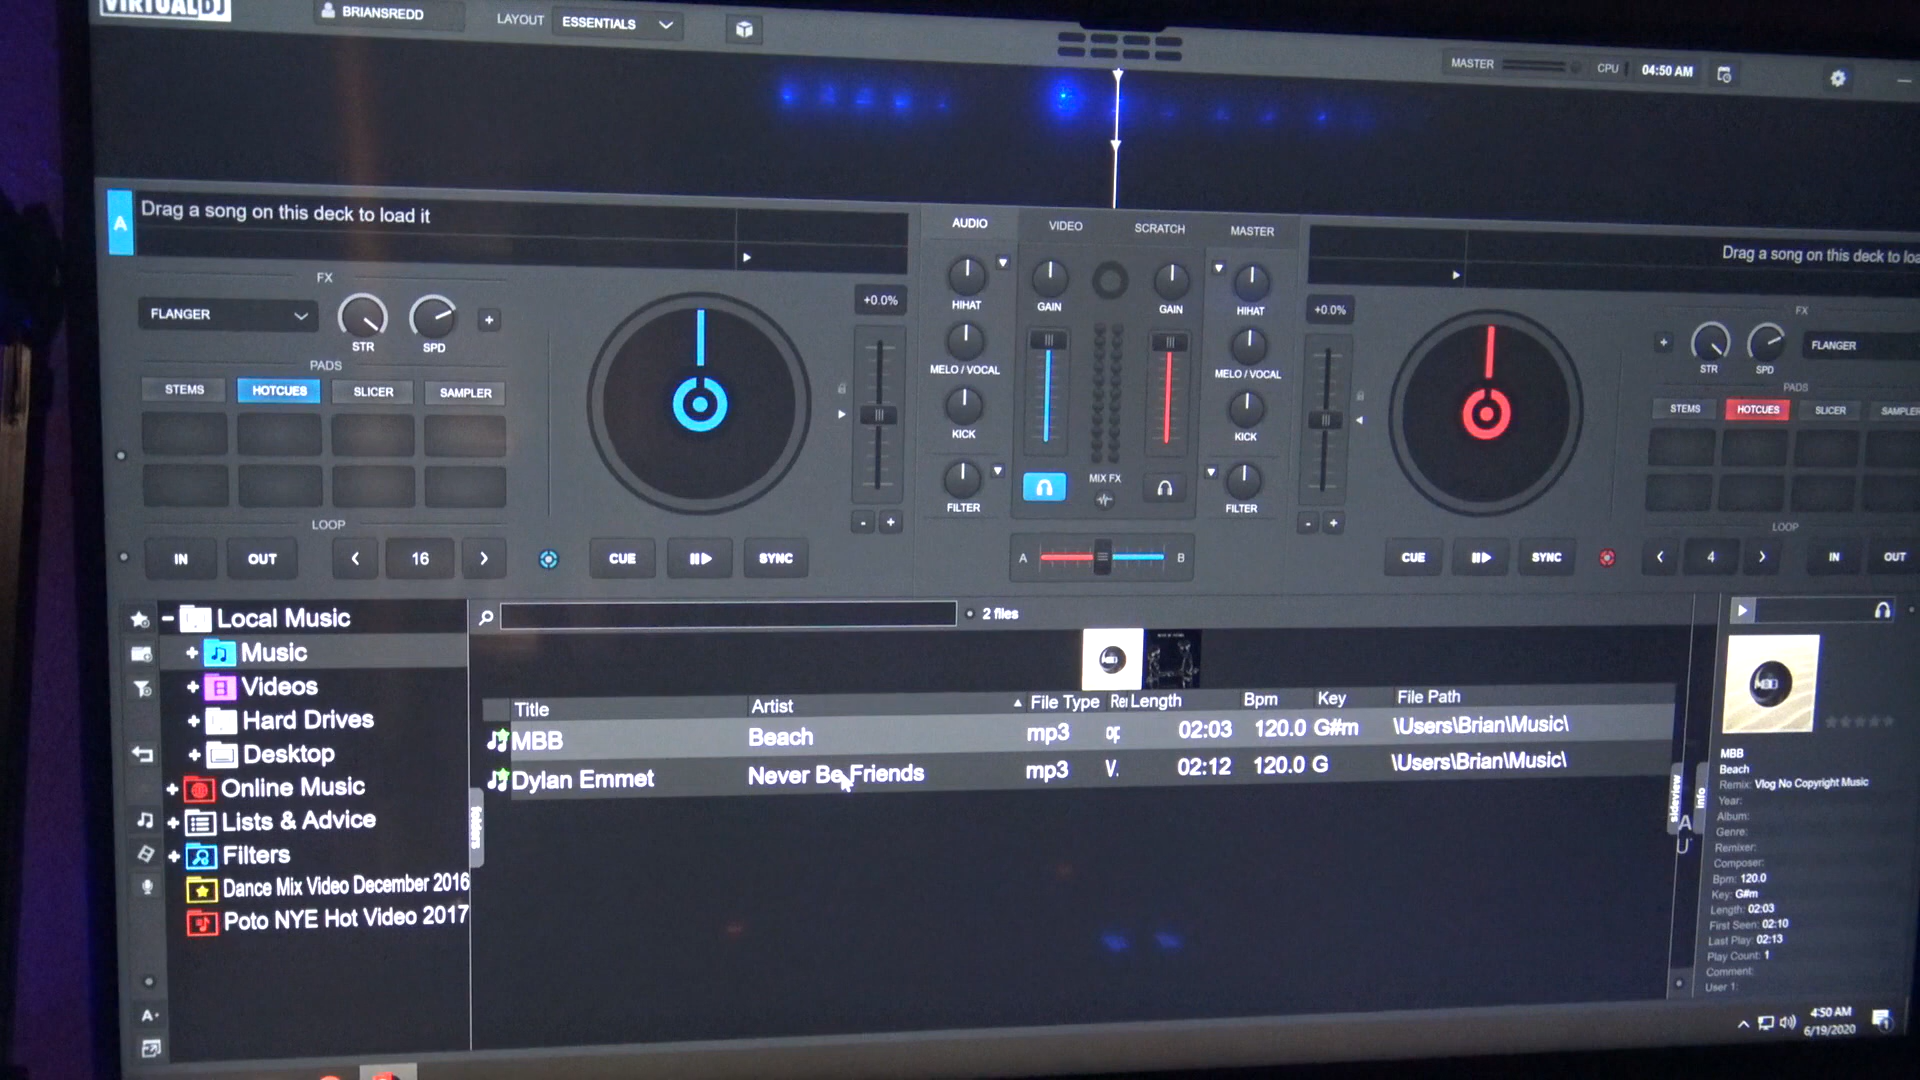 VIRTUALDJ
BRIANSREDD
LAYOUT ESSENTIALS
MASTER CPU 04:50 AM
A Drag a song on this deck to load it
AUDIO VIDEO SCRATCH MASTER
Drag a song on this deck to loa
FX
FLANGER
STR SPD +
+0.0%
HIHAT GAIN GAIN HIHAT
+0.0%
FX
+ STR SPD FLANGER
PADS
STEMS HOTCUES SLICER SAMPLER
MELO / VOCAL MELO / VOCAL
PADS
STEMS HOTCUES SLICER SAMPLER
KICK KICK
MIX FX
FILTER FILTER
- +
- +
LOOP
IN OUT < 16 >
CUE SYNC
A B
CUE SYNC
LOOP
< 4 > IN OUT
Local Music
Music
Videos
Hard Drives
Desktop
Online Music
Lists & Advice
Filters
Dance Mix Video December 2016
Poto NYE Hot Video 2017
folders
2 files
Title Artist File Type Length Bpm Key File Path
MBB Beach mp3 02:03 120.0 G#m \Users\Brian\Music\
Dylan Emmet Never Be Friends mp3 V. 02:12 120.0 G \Users\Brian\Music\
sideview
info
MBB
MBB
Beach
Remix: Vlog No Copyright Music
Year:
Album:
Genre:
Remixer:
Composer:
Bpm: 120.0
Key: G#m
Length: 02:03
First Seen: 02:10
Last Play: 02:13
Play Count: 1
Comment:
User 1:
A
4:50 AM
6/19/2020
1